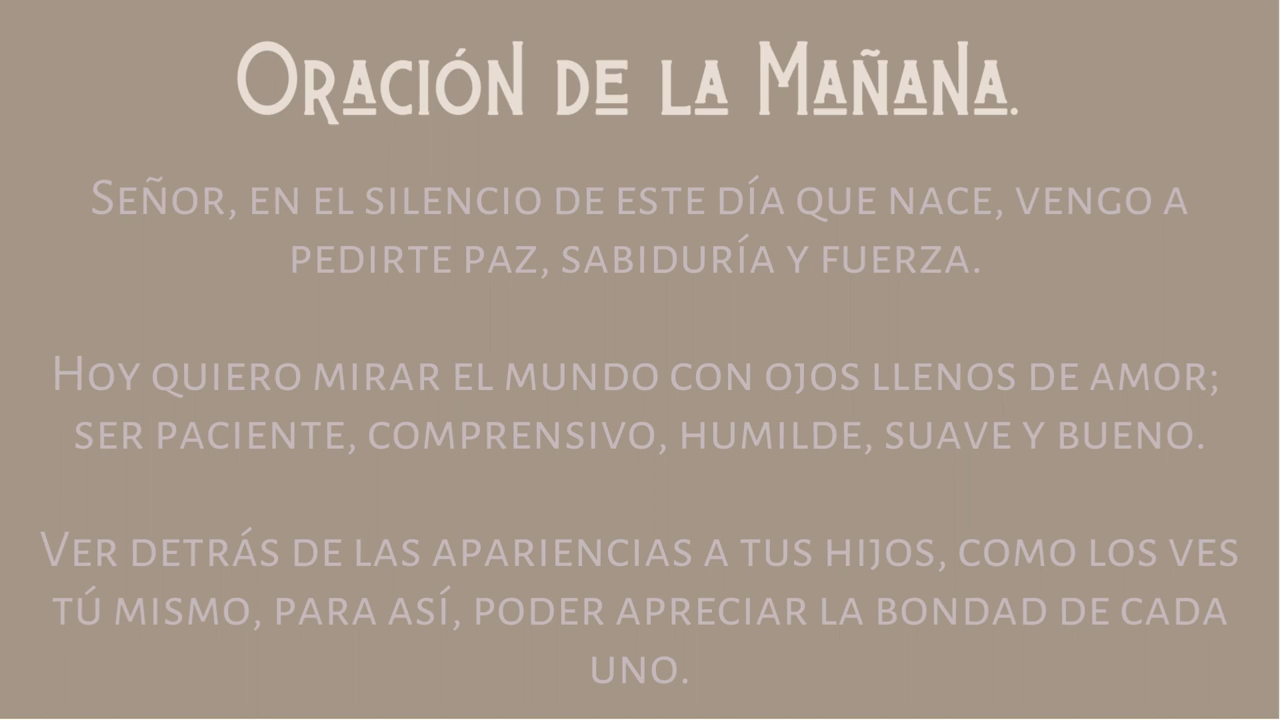 Oración de la Mañana.
Señor, en el silencio de este día que nace, vengo a
pedirte paz, sabiduría y fuerza.
Hoy quiero mirar el mundo con ojos llenos de amor;
ser paciente, comprensivo, humilde, suave y bueno.
Ver detrás de las apariencias a tus hijos, como los ves
tú mismo, para así, poder apreciar la bondad de cada
uno.